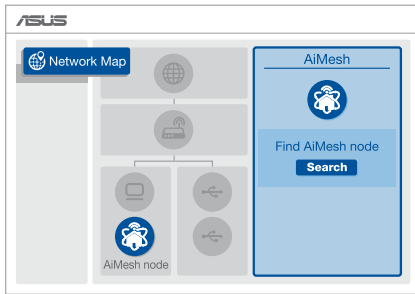 ASUS
Network Map
AiMesh
Find AiMesh node
Search
AiMesh node